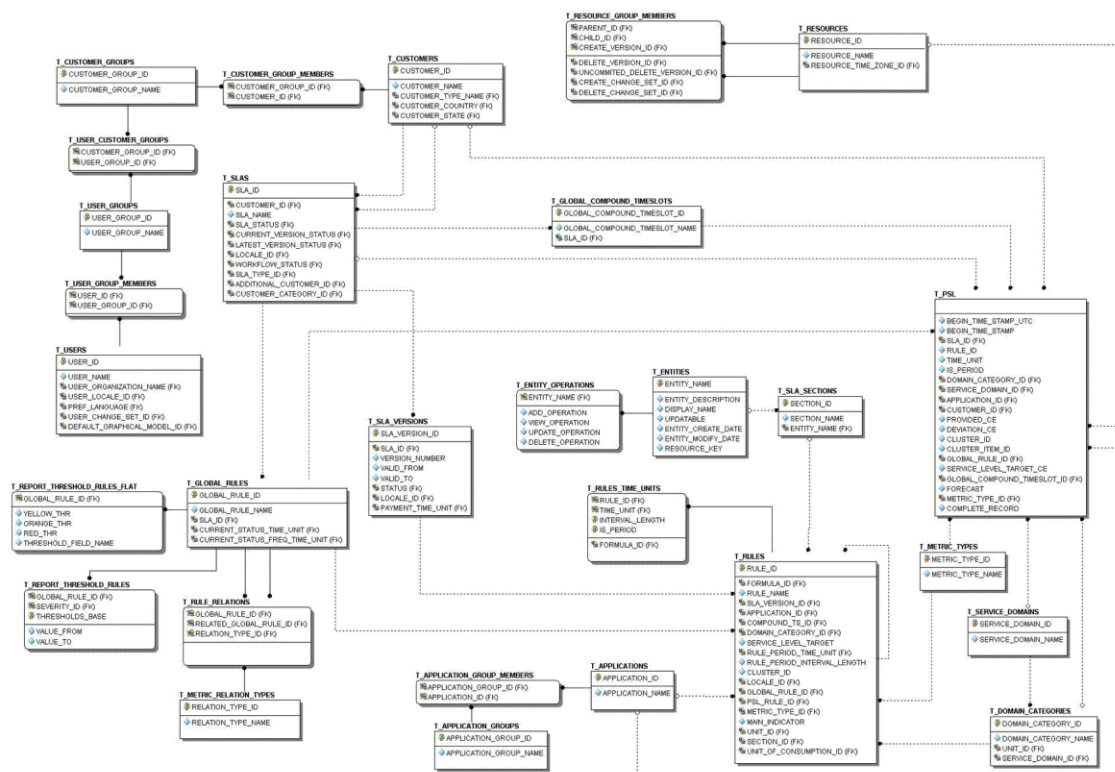 T_RESOURCE_GROUP_MEMBERS
PARENT_ID (FK)
CHILD_ID (FK)
CREATE_VERSION_ID (FK)
DELETE_VERSION_ID (FK)
UNCOMMITED_DELETE_VERSION_ID (FK)
CREATE_CHANGE_SET_ID (FK)
DELETE_CHANGE_SET_ID (FK)
T_RESOURCES
RESOURCE_ID
RESOURCE_NAME
RESOURCE_TIME_ZONE_ID (FK)
T_CUSTOMER_GROUPS
CUSTOMER_GROUP_ID
CUSTOMER_GROUP_NAME
T_CUSTOMER_GROUP_MEMBERS
CUSTOMER_GROUP_ID (FK)
CUSTOMER_ID (FK)
T_CUSTOMERS
CUSTOMER_ID
CUSTOMER_NAME
CUSTOMER_TYPE_NAME (FK)
CUSTOMER_COUNTRY (FK)
CUSTOMER_STATE (FK)
T_USER_CUSTOMER_GROUPS
CUSTOMER_GROUP_ID (FK)
USER_GROUP_ID (FK)
T_SLAS
SLA_ID
CUSTOMER_ID (FK)
SLA_NAME
SLA_STATUS (FK)
CURRENT_VERSION_STATUS (FK)
LATEST_VERSION_STATUS (FK)
LOCALE_ID (FK)
WORKFLOW_STATUS (FK)
SLA_TYPE_ID (FK)
ADDITIONAL_CUSTOMER_ID (FK)
CUSTOMER_CATEGORY_ID (FK)
T_USER_GROUPS
USER_GROUP_ID
USER_GROUP_NAME
T_GLOBAL_COMPOUND_TIMESLOTS
GLOBAL_COMPOUND_TIMESLOT_ID
GLOBAL_COMPOUND_TIMESLOT_NAME
SLA_ID (FK)
T_USER_GROUP_MEMBERS
USER_ID (FK)
USER_GROUP_ID (FK)
T_USERS
USER_ID
USER_NAME
USER_ORGANIZATION_NAME (FK)
USER_LOCALE_ID (FK)
PREF_LANGUAGE (FK)
USER_CHANGE_SET_ID (FK)
DEFAULT_GRAPHICAL_MODEL_ID (FK)
T_PSL
BEGIN_TIME_STAMP_UTC
BEGIN_TIME_STAMP
SLA_ID (FK)
RULE_ID
TIME_UNIT
IS_PERIOD
DOMAIN_CATEGORY_ID (FK)
SERVICE_DOMAIN_ID (FK)
APPLICATION_ID (FK)
CUSTOMER_ID (FK)
PROVIDED_CE
DEVIATION_CE
CLUSTER_ID
CLUSTER_ITEM_ID
GLOBAL_RULE_ID (FK)
SERVICE_LEVEL_TARGET_CE
GLOBAL_COMPOUND_TIMESLOT_ID (FK)
FORECAST
METRIC_TYPE_ID (FK)
COMPLETE_RECORD
T_ENTITY_OPERATIONS
ENTITY_NAME (FK)
ADD_OPERATION
VIEW_OPERATION
UPDATE_OPERATION
DELETE_OPERATION
T_ENTITIES
ENTITY_NAME
ENTITY_DESCRIPTION
DISPLAY_NAME
UPDATABLE
ENTITY_CREATE_DATE
ENTITY_MODIFY_DATE
RESOURCE_KEY
T_SLA_SECTIONS
SECTION_ID
SECTION_NAME
ENTITY_NAME (FK)
T_SLA_VERSIONS
SLA_VERSION_ID
SLA_ID (FK)
VERSION_NUMBER
VALID_FROM
VALID_TO
STATUS (FK)
LOCALE_ID (FK)
PAYMENT_TIME_UNIT (FK)
T_REPORT_THRESHOLD_RULES_FLAT
GLOBAL_RULE_ID (FK)
YELLOW_THR
ORANGE_THR
RED_THR
THRESHOLD_FIELD_NAME
T_GLOBAL_RULES
GLOBAL_RULE_ID
GLOBAL_RULE_NAME
SLA_ID (FK)
CURRENT_STATUS_TIME_UNIT (FK)
CURRENT_STATUS_FREQ_TIME_UNIT (FK)
T_RULES_TIME_UNITS
RULE_ID (FK)
TIME_UNIT (FK)
INTERVAL_LENGTH
IS_PERIOD
FORMULA_ID (FK)
T_RULES
RULE_ID
FORMULA_ID (FK)
RULE_NAME
SLA_VERSION_ID (FK)
APPLICATION_ID (FK)
COMPOUND_TS_ID (FK)
DOMAIN_CATEGORY_ID (FK)
SERVICE_LEVEL_TARGET
RULE_PERIOD_TIME_UNIT (FK)
RULE_PERIOD_INTERVAL_LENGTH
CLUSTER_ID
LOCALE_ID (FK)
GLOBAL_RULE_ID (FK)
PSL_RULE_ID (FK)
METRIC_TYPE_ID (FK)
MAIN_INDICATOR
UNIT_ID (FK)
SECTION_ID (FK)
UNIT_OF_CONSUMPTION_ID (FK)
T_METRIC_TYPES
METRIC_TYPE_ID
METRIC_TYPE_NAME
T_REPORT_THRESHOLD_RULES
GLOBAL_RULE_ID (FK)
SEVERITY_ID (FK)
THRESHOLDS_BASE
VALUE_FROM
VALUE_TO
T_RULE_RELATIONS
GLOBAL_RULE_ID (FK)
RELATED_GLOBAL_RULE_ID (FK)
RELATION_TYPE_ID (FK)
T_SERVICE_DOMAINS
SERVICE_DOMAIN_ID
SERVICE_DOMAIN_NAME
T_APPLICATION_GROUP_MEMBERS
APPLICATION_GROUP_ID (FK)
APPLICATION_ID (FK)
T_APPLICATIONS
APPLICATION_ID
APPLICATION_NAME
T_METRIC_RELATION_TYPES
RELATION_TYPE_ID
RELATION_TYPE_NAME
T_APPLICATION_GROUPS
APPLICATION_GROUP_ID
APPLICATION_GROUP_NAME
T_DOMAIN_CATEGORIES
DOMAIN_CATEGORY_ID
DOMAIN_CATEGORY_NAME
UNIT_ID (FK)
SERVICE_DOMAIN_ID (FK)